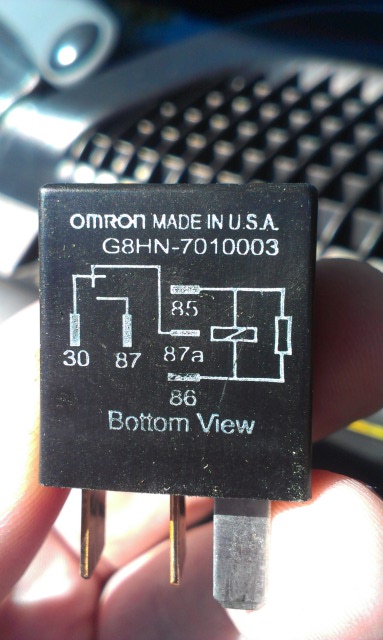 OMRON MADE IN U.S.A.
G8HN-7010003
85
30 87 87a
86
Bottom View